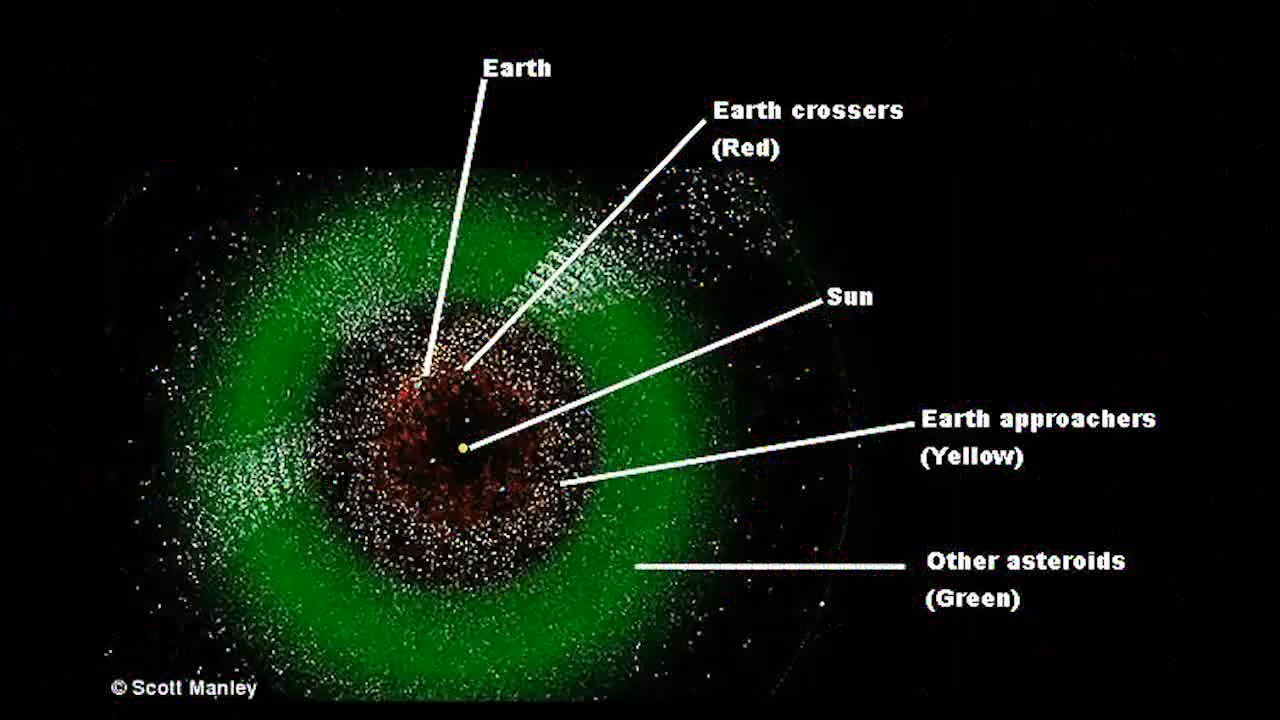 Earth
Earth crossers
(Red)
Sun
Earth approachers
(Yellow)
Other asteroids
(Green)
© Scott Manley